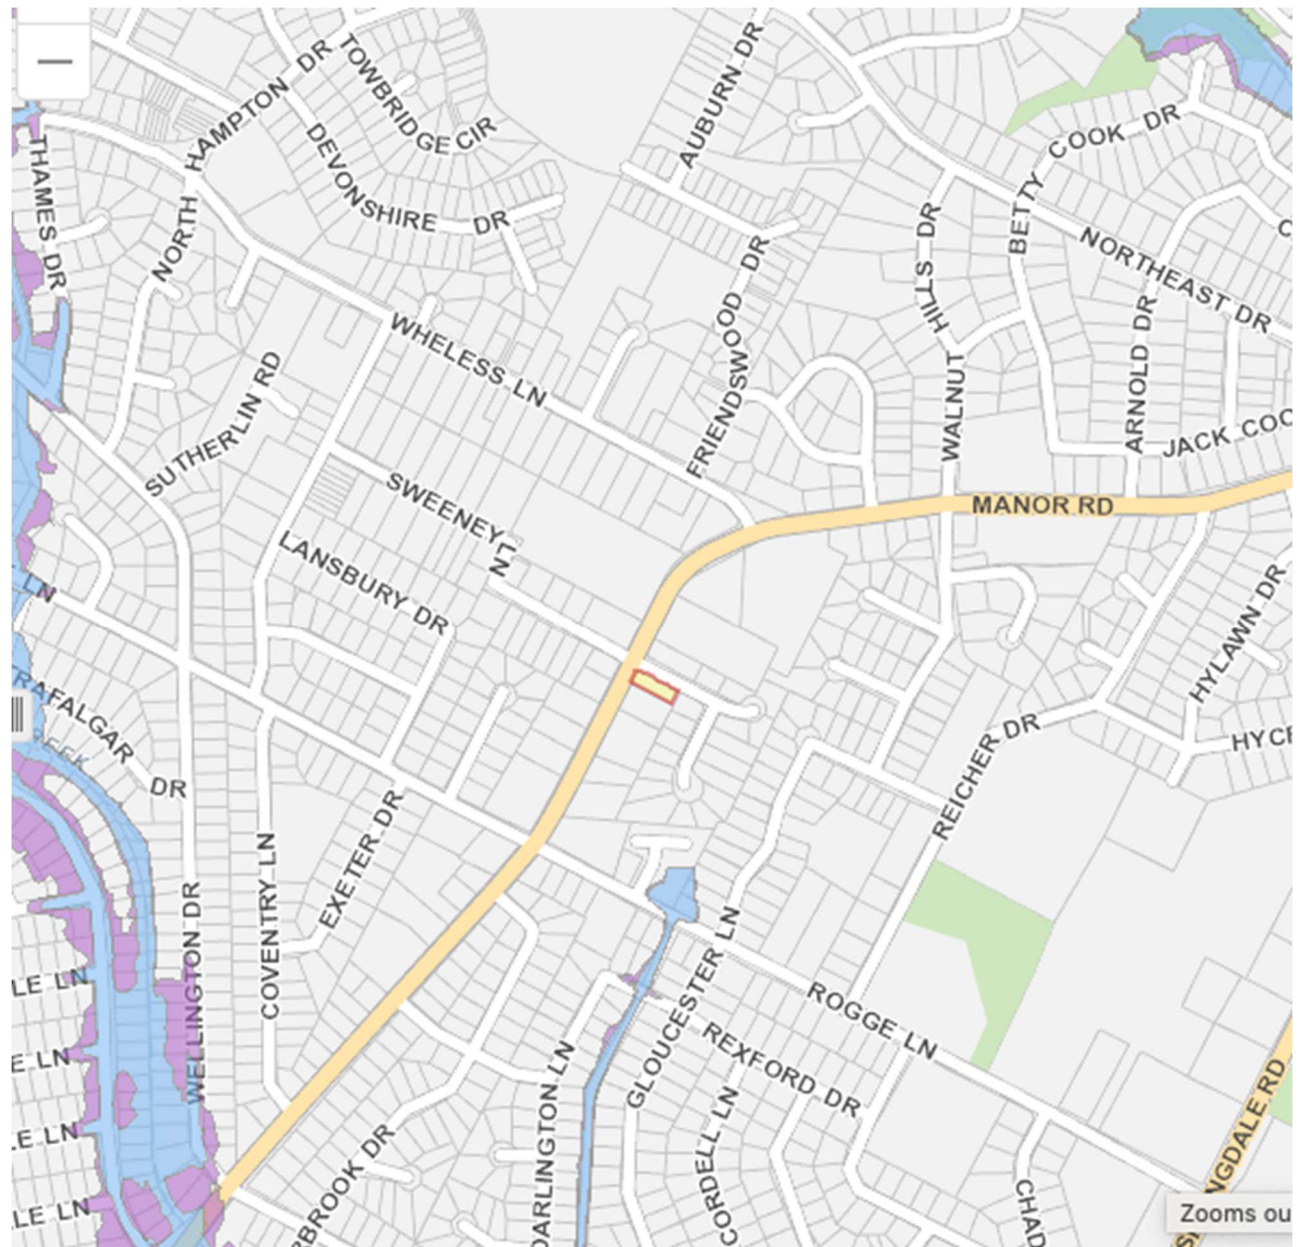 TOWBRIDGE CIR
AUBURN DR
NORTH HAMPTON DR
DEVONSHIRE DR
THAMES DR
BETTY COOK DR
NORTHEAST DR
WALNUT HILLS DR
ARNOLD DR
FRIENDSWOOD DR
WHELESS LN
SUTHERLIN RD
JACK COO
SWEENEY LN
MANOR RD
LANSBURY DR
LN
HYLAWN DR
RAFALGAR DR
EEK
REICHER DR
HYCR
EXETER DR
COVENTRY LN
WELLINGTON DR
LE LN
GLOUCESTER LN
ROGGE LN
E LN
REXFORD DR
DARLINGTON LN
CORDELL LN
LE LN
RBROOK DR
NGDALE RD
LE LN
CHAD
Zooms ou